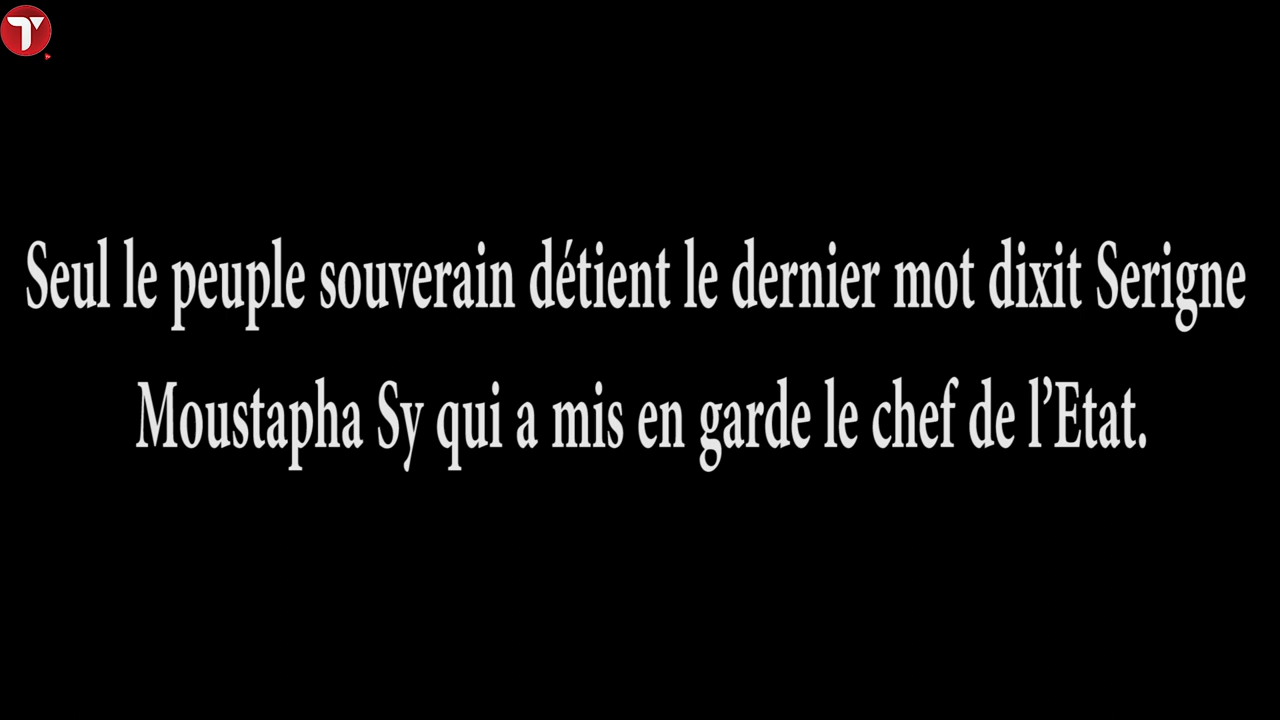 Seul le peuple souverain détient le dernier mot dixit Serigne
Moustapha Sy qui a mis en garde le chef de l’Etat.